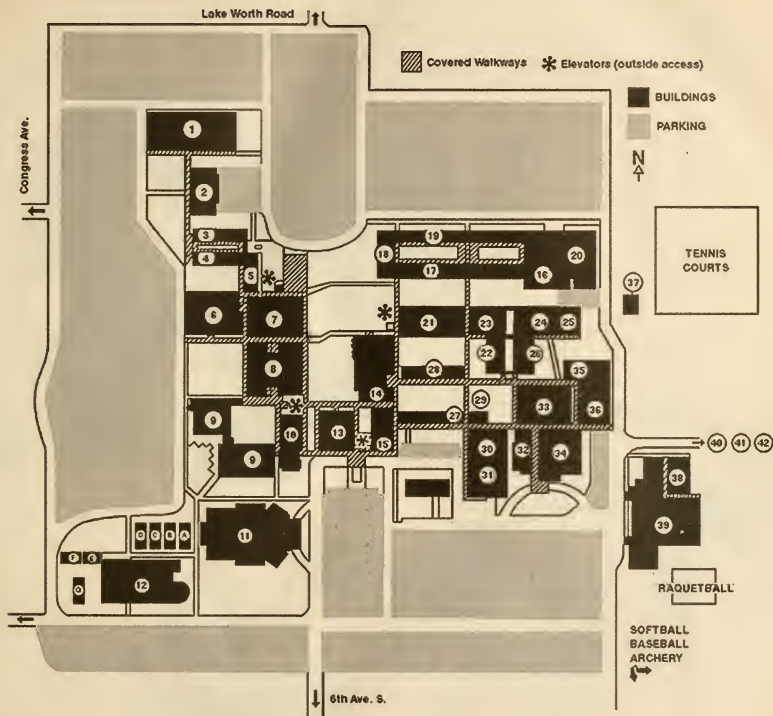 Lake Worth Road
Covered Walkways
Elevators (outside access)
BUILDINGS
PARKING
N
Congress Ave.
1
2
3
4
5
6
7
8
9
9
10
11
12
13
14
15
16
17
18
19
20
21
22
23
24
25
26
27
28
29
30
31
32
33
34
35
36
37
TENNIS
COURTS
40 41 42
38
39
D C B A
F E
G
RAQUETBALL
SOFTBALL
BASEBALL
ARCHERY
6th Ave. S.